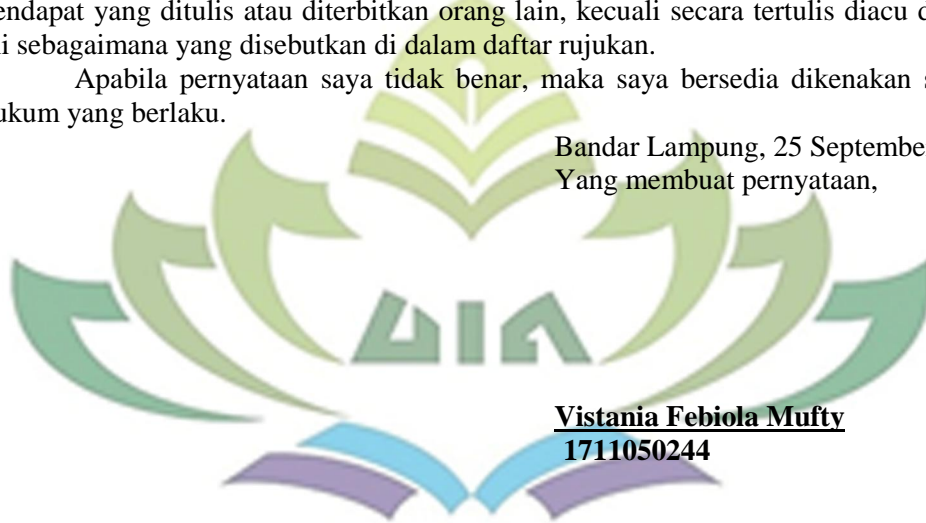 endapat yang ditulis atau diterbitkan orang lain, kecuali secara tertulis diacu d
i sebagaimana yang disebutkan di dalam daftar rujukan.
Apabila pernyataan saya tidak benar, maka saya bersedia dikenakan s
ukum yang berlaku.
Bandar Lampung, 25 Septembe
Yang membuat pernyataan,
UIN
Vistania Febiola Mufty
1711050244